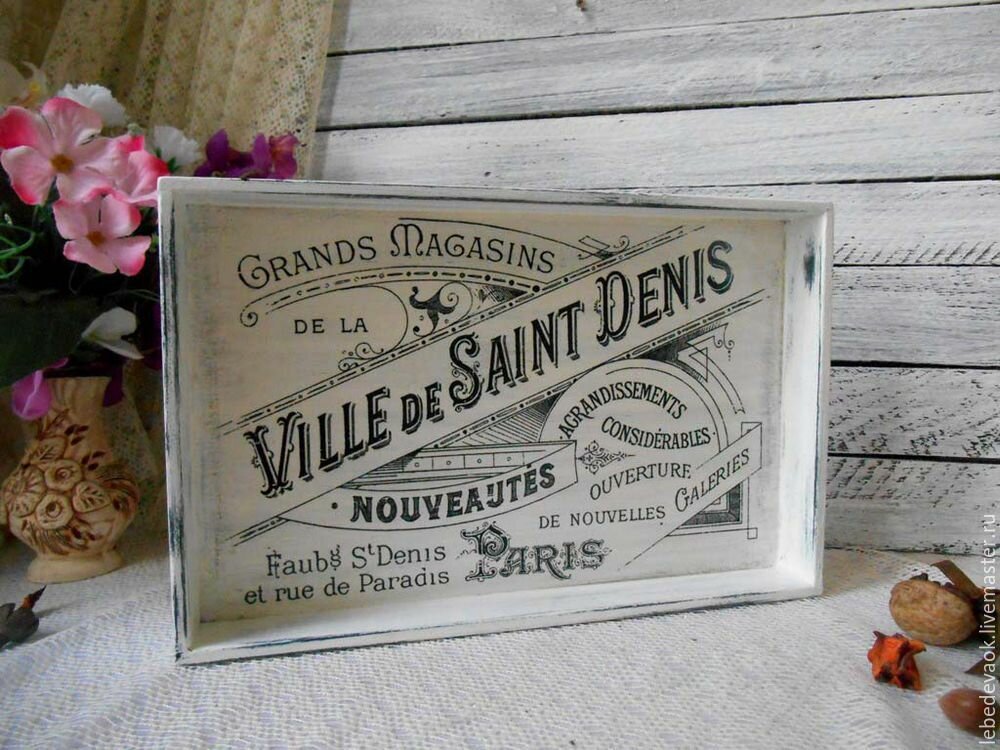 GRANDS MAGASINS
DE LA
VILLE DE SAINT DENIS
AGRANDISSEMENTS
CONSIDÉRABLES.
OUVERTURE
DE NOUVELLES GALERIES
NOUVEAUTÉS
Faubg St Denis
et rue de Paradis
PARIS
lebedevaok.livemaster.ru